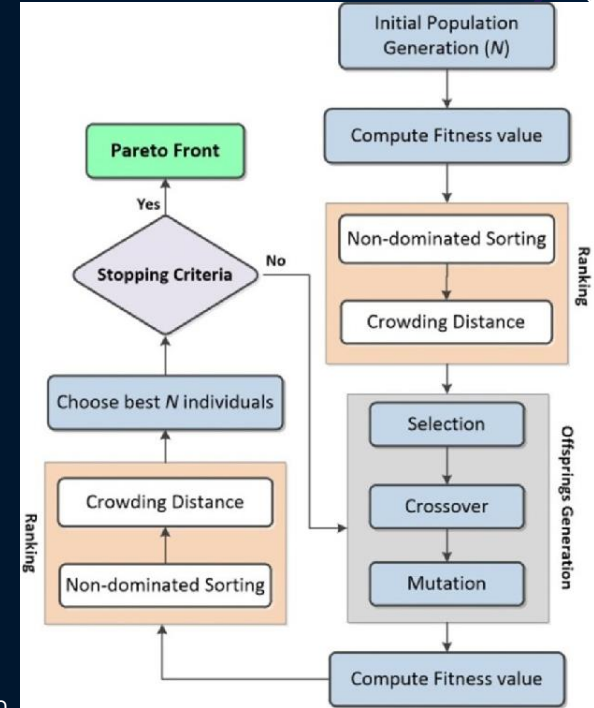 Initial Population
Generation (N)
Compute Fitness value
Non-dominated Sorting
Crowding Distance
Ranking
Selection
Crossover
Mutation
Offsprings Generation
Compute Fitness value
Non-dominated Sorting
Crowding Distance
Ranking
Choose best N individuals
Stopping Criteria
No
Yes
Pareto Front